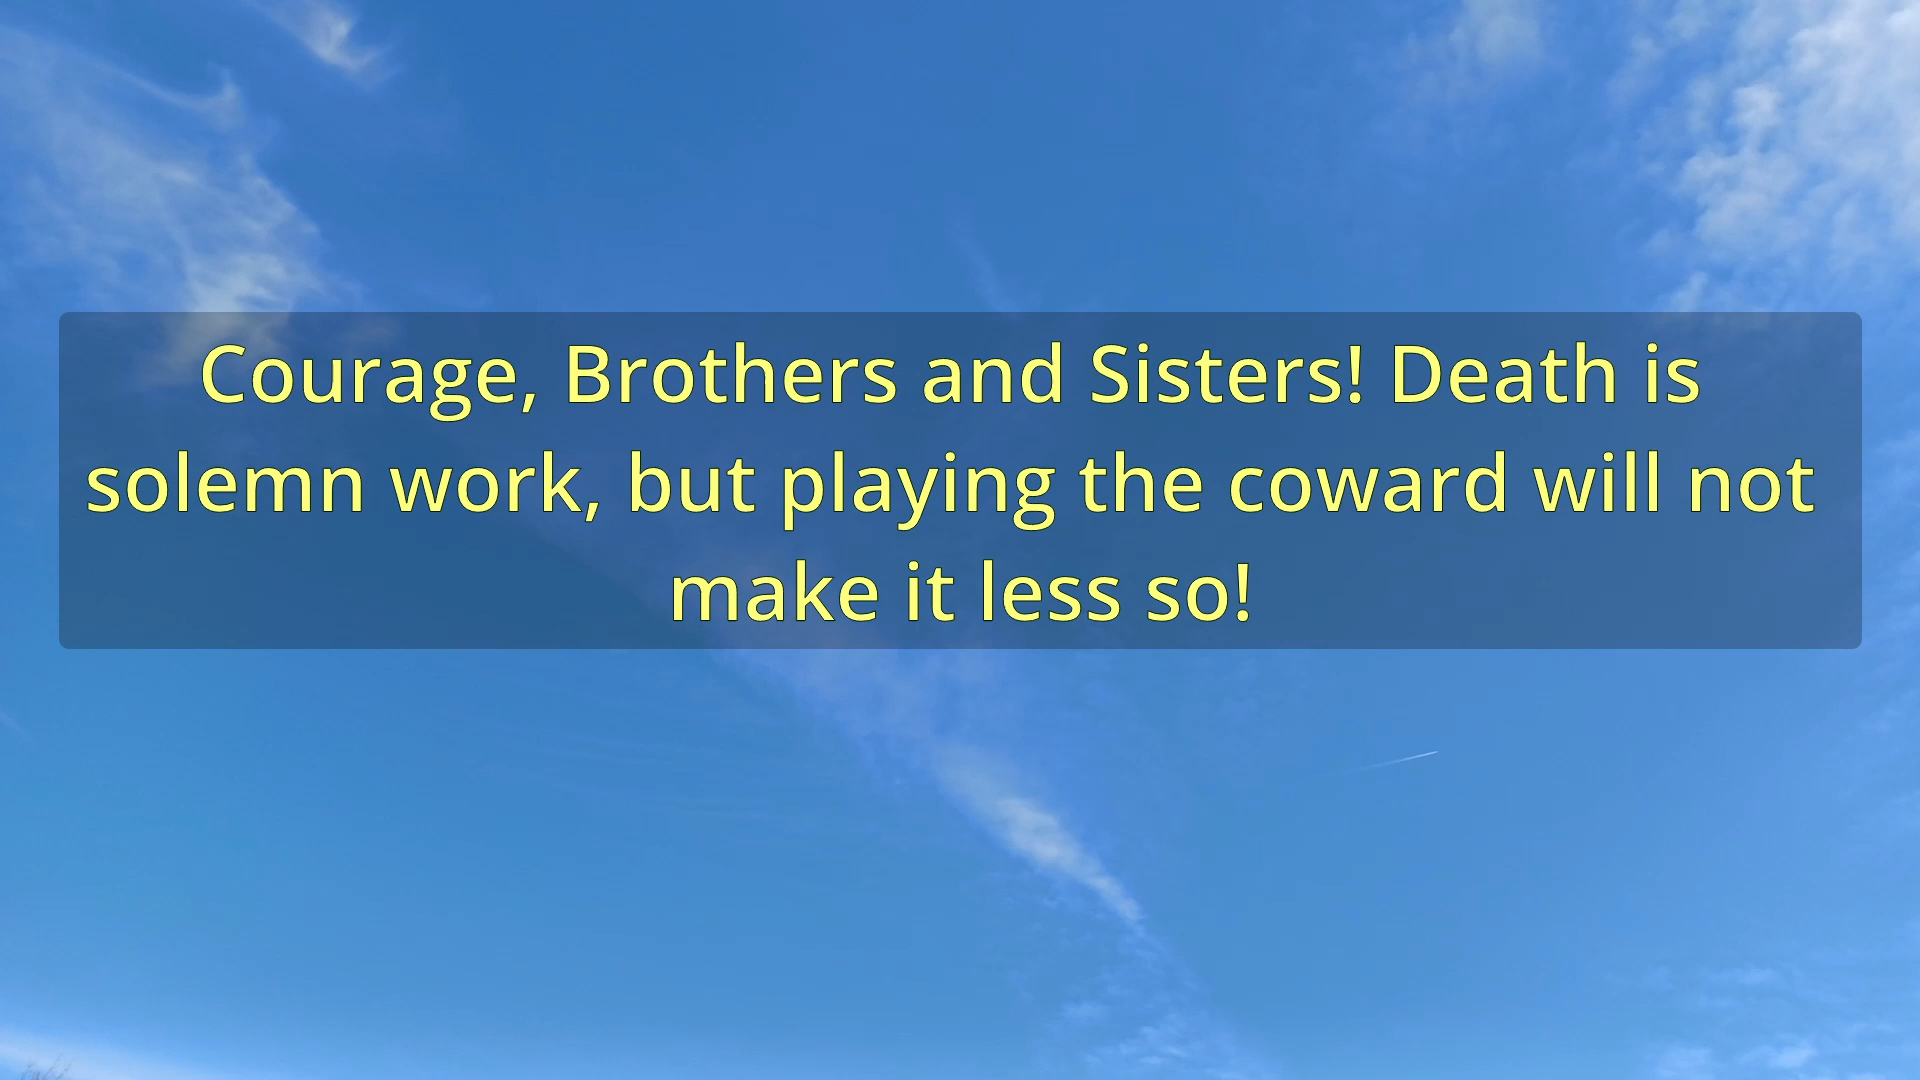 Courage, Brothers and Sisters! Death is
solemn work, but playing the coward will not
make it less so!